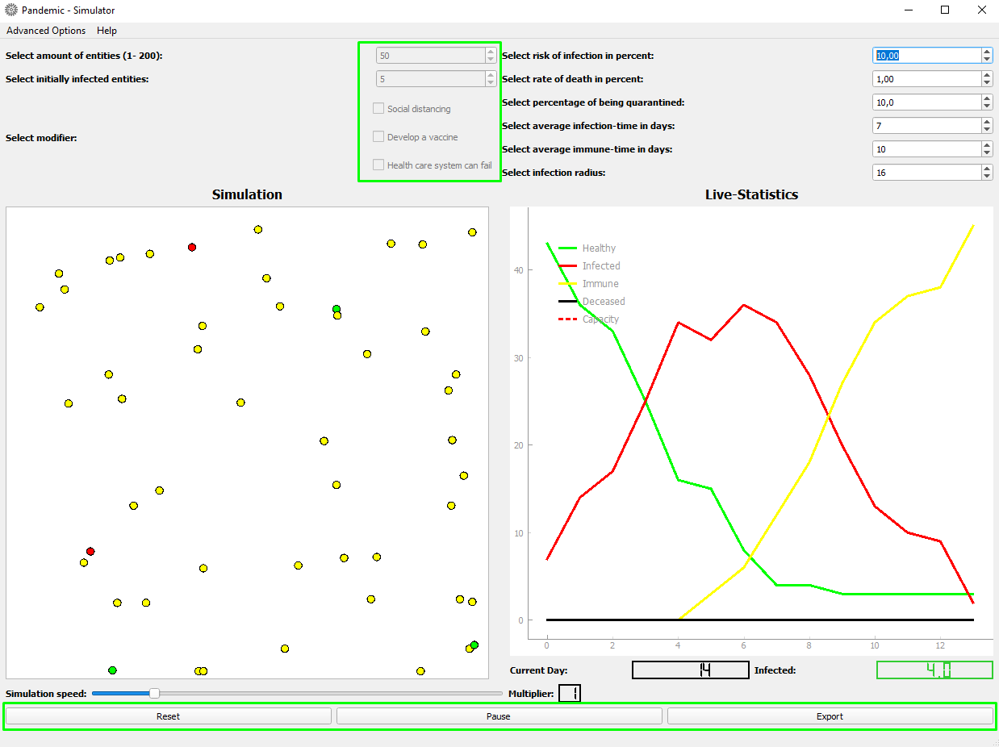 Pandemic - Simulator
Advanced Options Help
Select amount of entities (1- 200): 50
Select initially infected entities: 5
Select modifier:
Social distancing
Develop a vaccine
Health care system can fail
Select risk of infection in percent: 10,00
Select rate of death in percent: 1,00
Select percentage of being quarantined: 10,0
Select average infection-time in days: 7
Select average immune-time in days: 10
Select infection radius: 16
Simulation
Live-Statistics
Healthy
Infected
Immune
Deceased
Capacity
40
30
20
10
0
0 2 4 6 8 10 12
Current Day: 14 Infected: 4.0
Simulation speed: Multiplier: 1
Reset Pause Export